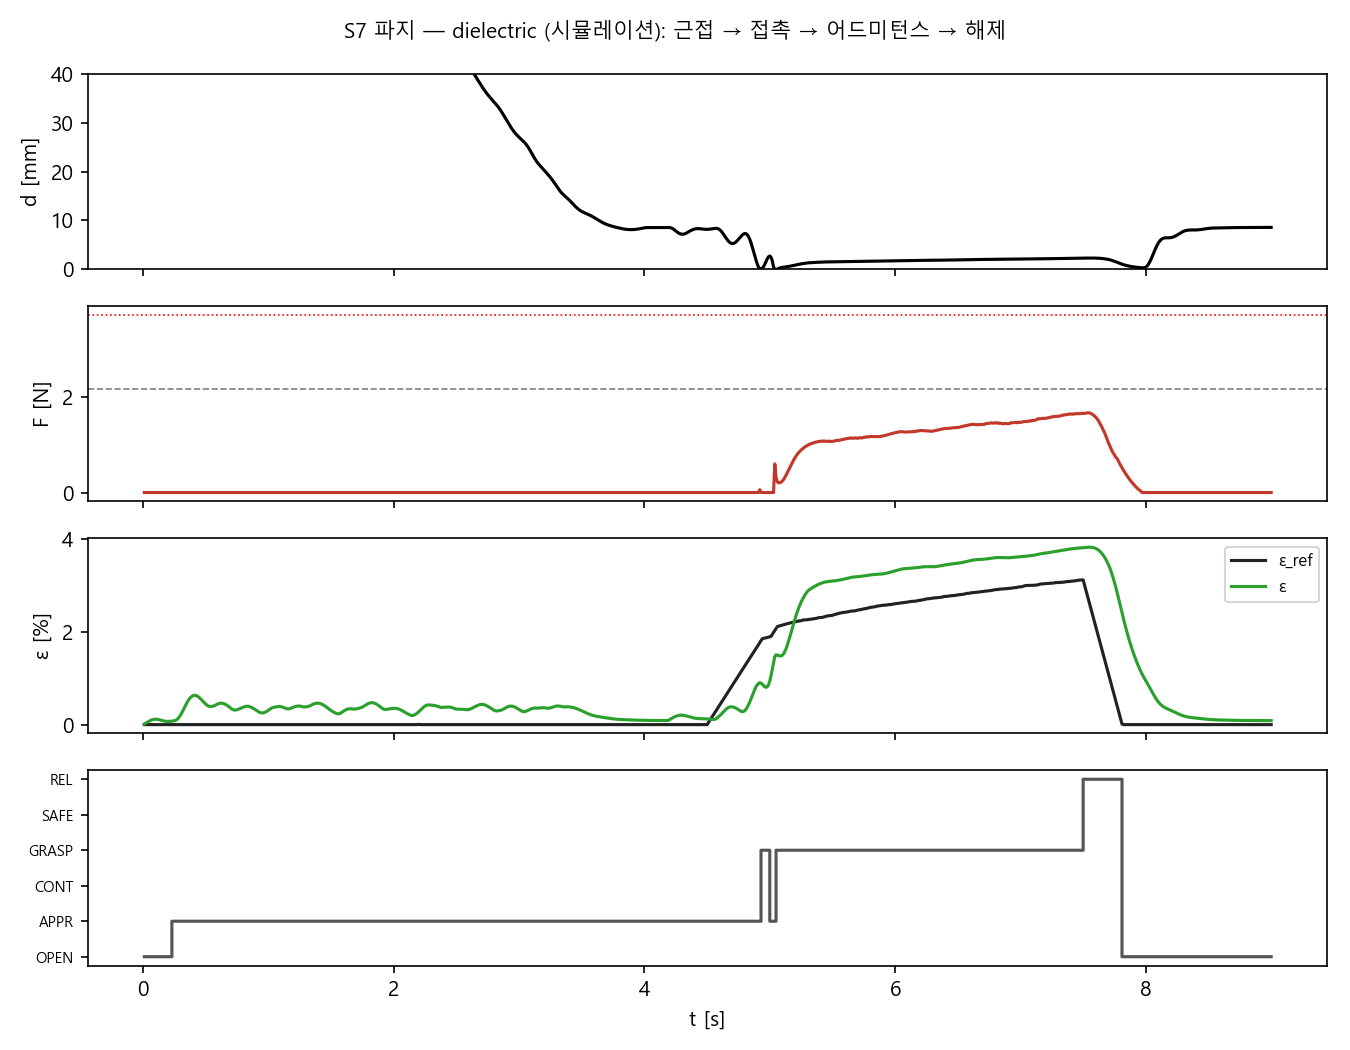 S7 파지 — dielectric (시뮬레이션): 근접 → 접촉 → 어드미턴스 → 해제
d [mm]
40
30
20
10
0
F [N]
2
0
ε [%]
4
2
0
ε_ref
ε
REL
SAFE
GRASP
CONT
APPR
OPEN
0 2 4 6 8
t [s]